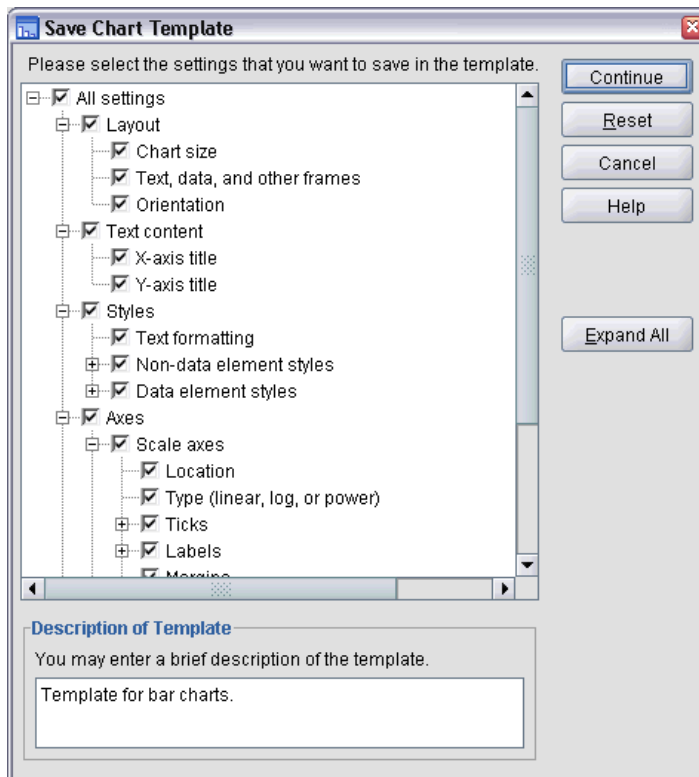 Save Chart Template
Please select the settings that you want to save in the template.
All settings
Layout
Chart size
Text, data, and other frames
Orientation
Text content
X-axis title
Y-axis title
Styles
Text formatting
Non-data element styles
Data element styles
Axes
Scale axes
Location
Type (linear, log, or power)
Ticks
Labels
Margins
Continue
Reset
Cancel
Help
Expand All
Description of Template
You may enter a brief description of the template.
Template for bar charts.